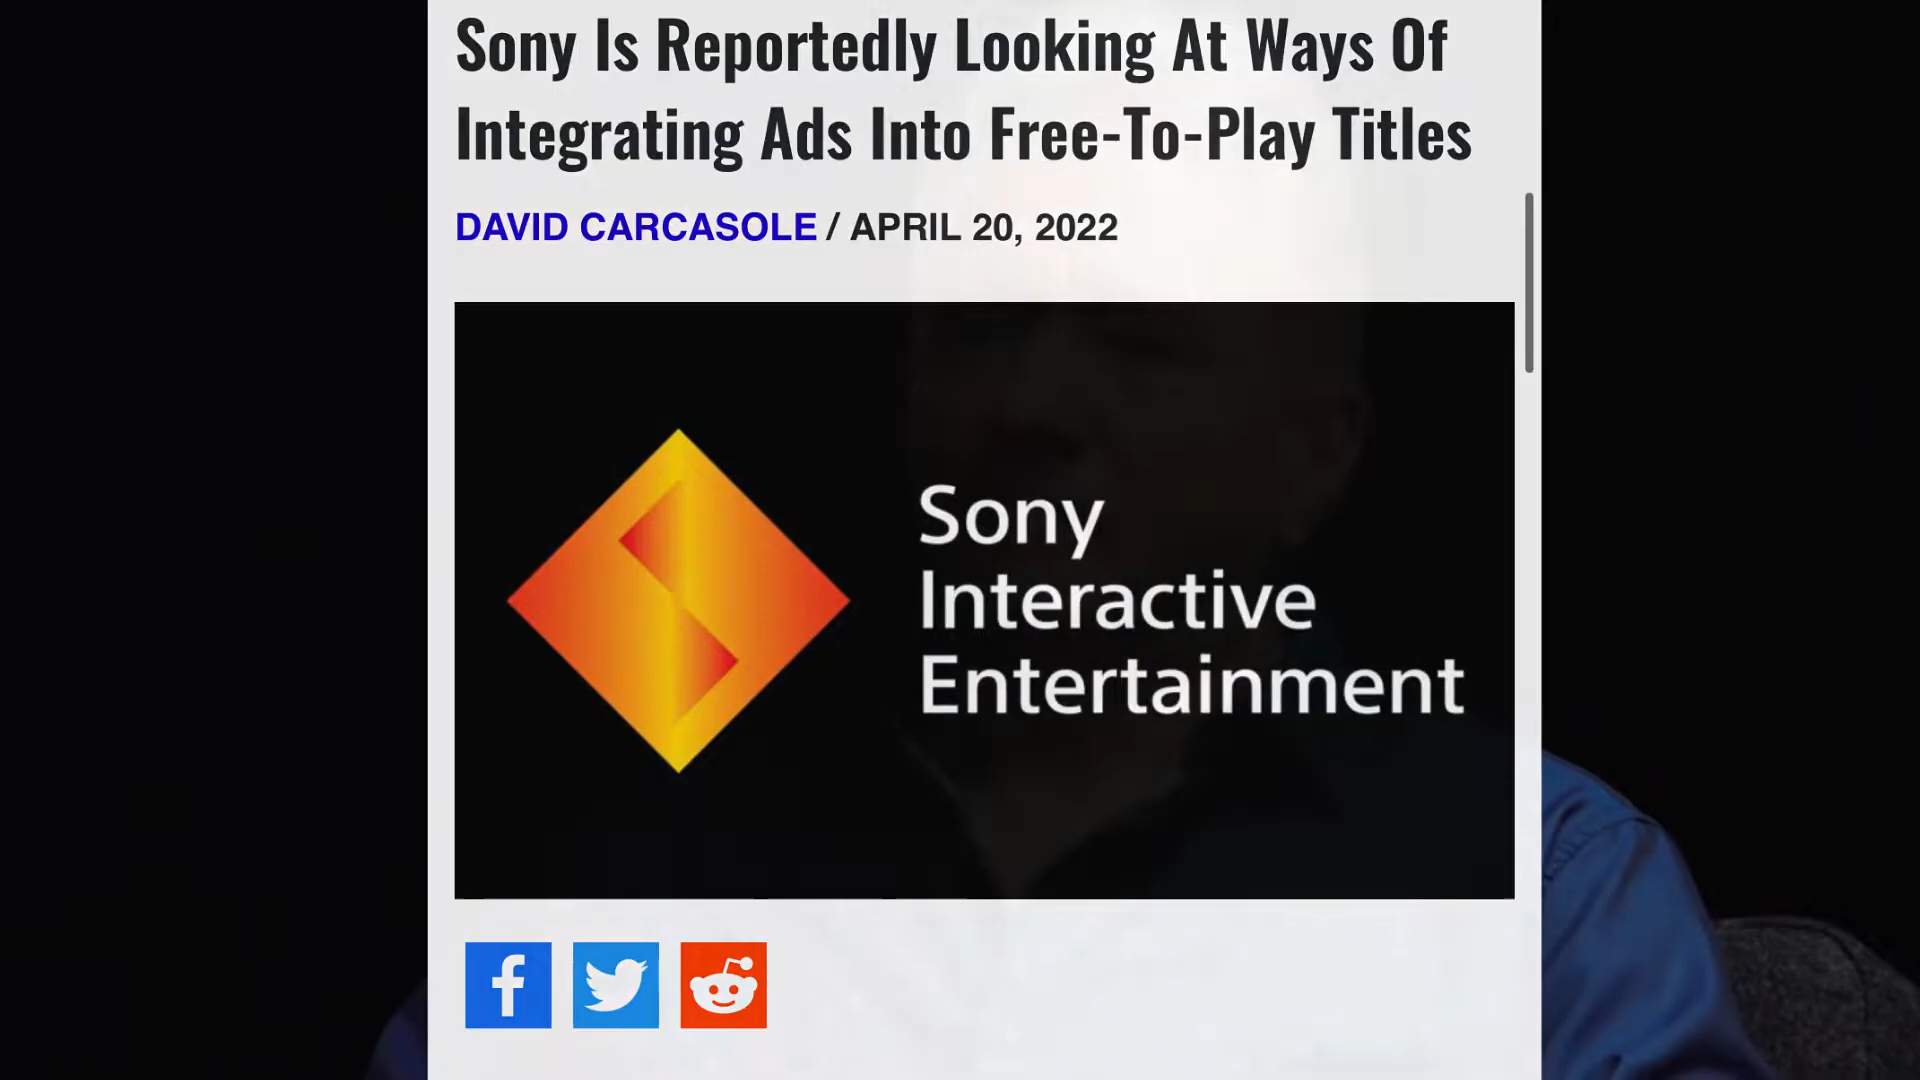 Sony Is Reportedly Looking At Ways Of
Integrating Ads Into Free-To-Play Titles
DAVID CARCASOLE / APRIL 20, 2022
Sony
Interactive
Entertainment